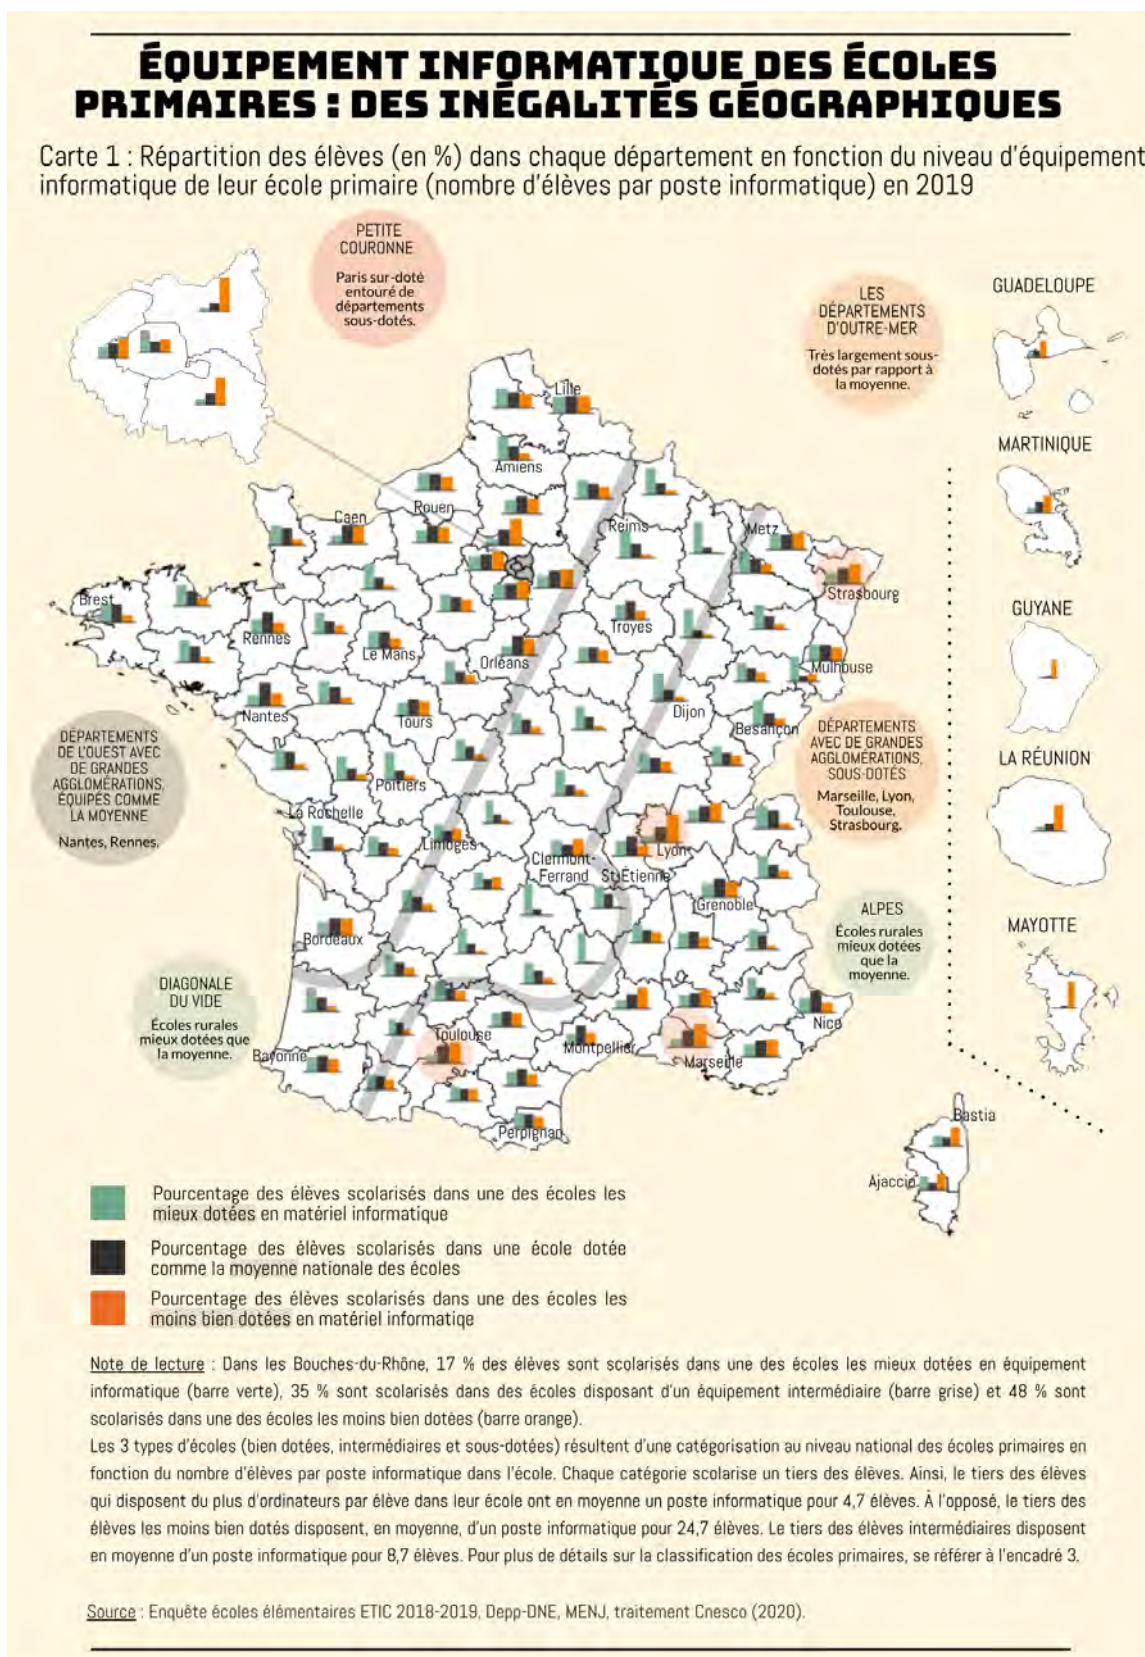 ÉQUIPEMENT INFORMATIQUE DES ÉCOLES
PRIMAIRES : DES INÉGALITÉS GÉOGRAPHIQUES
Carte 1 : Répartition des élèves (en %) dans chaque département en fonction du niveau d'équipement
informatique de leur école primaire (nombre d'élèves par poste informatique) en 2019
PETITE
COURONNE
Paris sur-doté
entouré de
départements
sous-dotés.
LES
DÉPARTEMENTS
D'OUTRE-MER
Très largement sous-
dotés par rapport à
la moyenne.
GUADELOUPE
MARTINIQUE
GUYANE
LA RÉUNION
MAYOTTE
Lille
Amiens
Rouen
Caen
Reims
Metz
Strasbourg
Brest
Rennes
Le Mans
Orléans
Troyes
Mulhouse
Nantes
Tours
Dijon
Besançon
DÉPARTEMENTS
DE L'OUEST AVEC
DE GRANDES
AGGLOMÉRATIONS,
ÉQUIPÉS COMME
LA MOYENNE
Nantes, Rennes.
DÉPARTEMENTS
AVEC DE GRANDES
AGGLOMÉRATIONS,
SOUS-DOTÉS
Marseille, Lyon,
Toulouse,
Strasbourg.
Poitiers
La Rochelle
Limoges
Clermont-
Ferrand
St-Étienne
Lyon
Grenoble
Bordeaux
ALPES
Écoles rurales
mieux dotées
que la
moyenne.
DIAGONALE
DU VIDE
Écoles rurales
mieux dotées que
la moyenne.
Bayonne
Toulouse
Montpellier
Marseille
Nice
Perpignan
Bastia
Ajaccio
Pourcentage des élèves scolarisés dans une des écoles les
mieux dotées en matériel informatique
Pourcentage des élèves scolarisés dans une école dotée
comme la moyenne nationale des écoles
Pourcentage des élèves scolarisés dans une des écoles les
moins bien dotées en matériel informatiqe
Note de lecture : Dans les Bouches-du-Rhône, 17 % des élèves sont scolarisés dans une des écoles les mieux dotées en équipement
informatique (barre verte), 35 % sont scolarisés dans des écoles disposant d'un équipement intermédiaire (barre grise) et 48 % sont
scolarisés dans une des écoles les moins bien dotées (barre orange).
Les 3 types d'écoles (bien dotées, intermédiaires et sous-dotées) résultent d'une catégorisation au niveau national des écoles primaires en
fonction du nombre d'élèves par poste informatique dans l'école. Chaque catégorie scolarise un tiers des élèves. Ainsi, le tiers des élèves
qui disposent du plus d'ordinateurs par élève dans leur école ont en moyenne un poste informatique pour 4,7 élèves. À l'opposé, le tiers des
élèves les moins bien dotés disposent, en moyenne, d'un poste informatique pour 24,7 élèves. Le tiers des élèves intermédiaires disposent
en moyenne d'un poste informatique pour 8,7 élèves. Pour plus de détails sur la classification des écoles primaires, se référer à l'encadré 3.
Source : Enquête écoles élémentaires ETIC 2018-2019, Depp-DNE, MENJ, traitement Cnesco (2020).